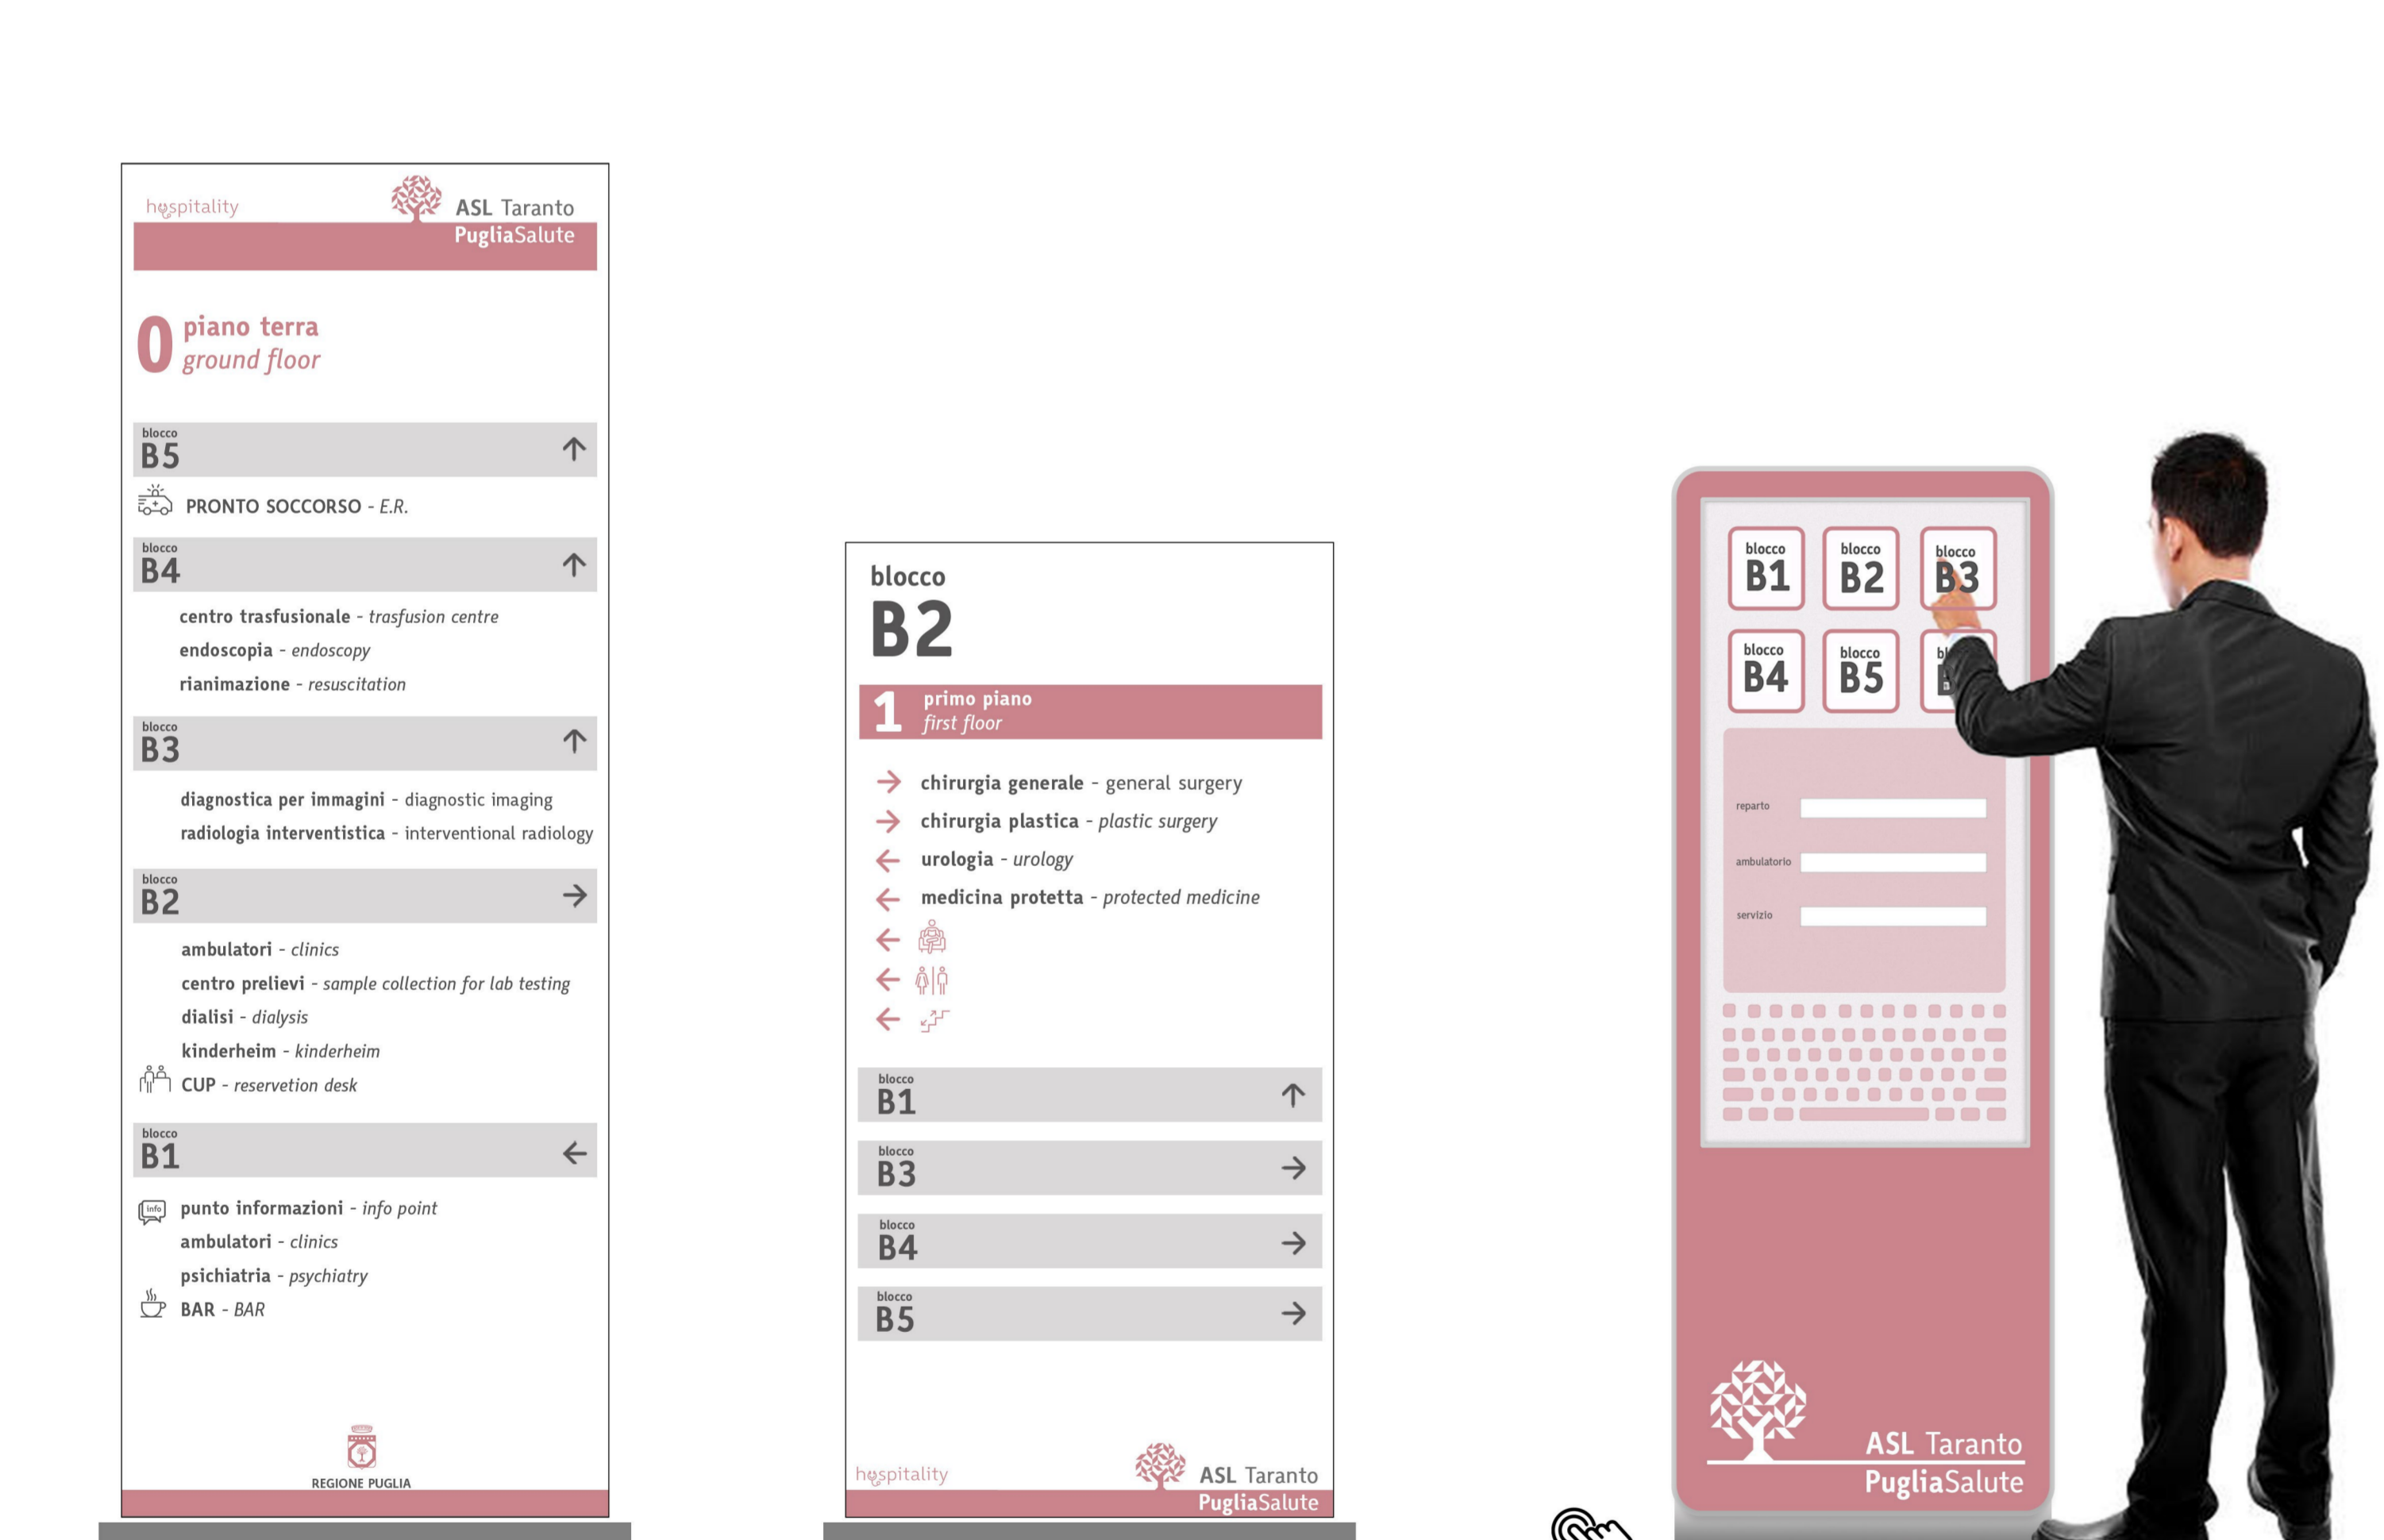 hospitality
ASL Taranto
PugliaSalute
0 piano terra
ground floor
blocco
B5
PRONTO SOCCORSO - E.R.
blocco
B4
centro trasfusionale - trasfusion centre
endoscopia - endoscopy
rianimazione - resuscitation
blocco
B3
diagnostica per immagini - diagnostic imaging
radiologia interventistica - interventional radiology
blocco
B2
ambulatori - clinics
centro prelievi - sample collection for lab testing
dialisi - dialysis
kinderheim - kinderheim
CUP - reservetion desk
blocco
B1
info
punto informazioni - info point
ambulatori - clinics
psichiatria - psychiatry
BAR - BAR
REGIONE PUGLIA
blocco
B2
1 primo piano
first floor
chirurgia generale - general surgery
chirurgia plastica - plastic surgery
urologia - urology
medicina protetta - protected medicine
blocco
B1
blocco
B3
blocco
B4
blocco
B5
hospitality
ASL Taranto
PugliaSalute
blocco
B1
blocco
B2
blocco
B3
blocco
B4
blocco
B5
reparto
ambulatorio
servizio
ASL Taranto
PugliaSalute